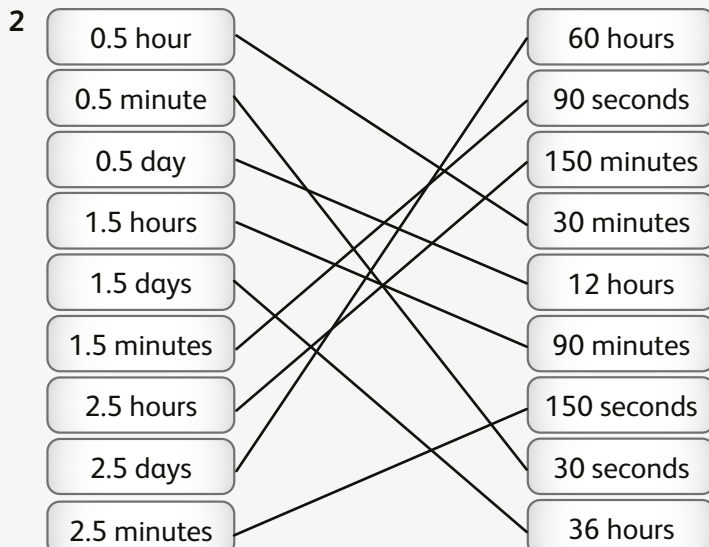 2
0.5 hour 60 hours
0.5 minute 90 seconds
0.5 day 150 minutes
1.5 hours 30 minutes
1.5 days 12 hours
1.5 minutes 90 minutes
2.5 hours 150 seconds
2.5 days 30 seconds
2.5 minutes 36 hours